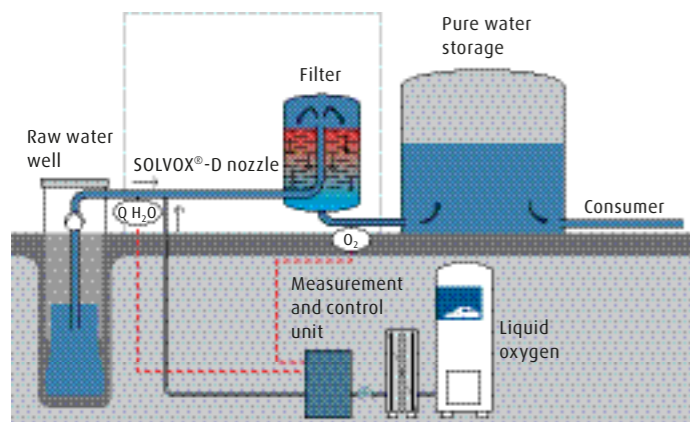 Pure water
storage
Filter
Raw water
well
SOLVOX®-D nozzle
Q H₂O
Consumer
O₂
Measurement
and control
unit
Liquid
oxygen